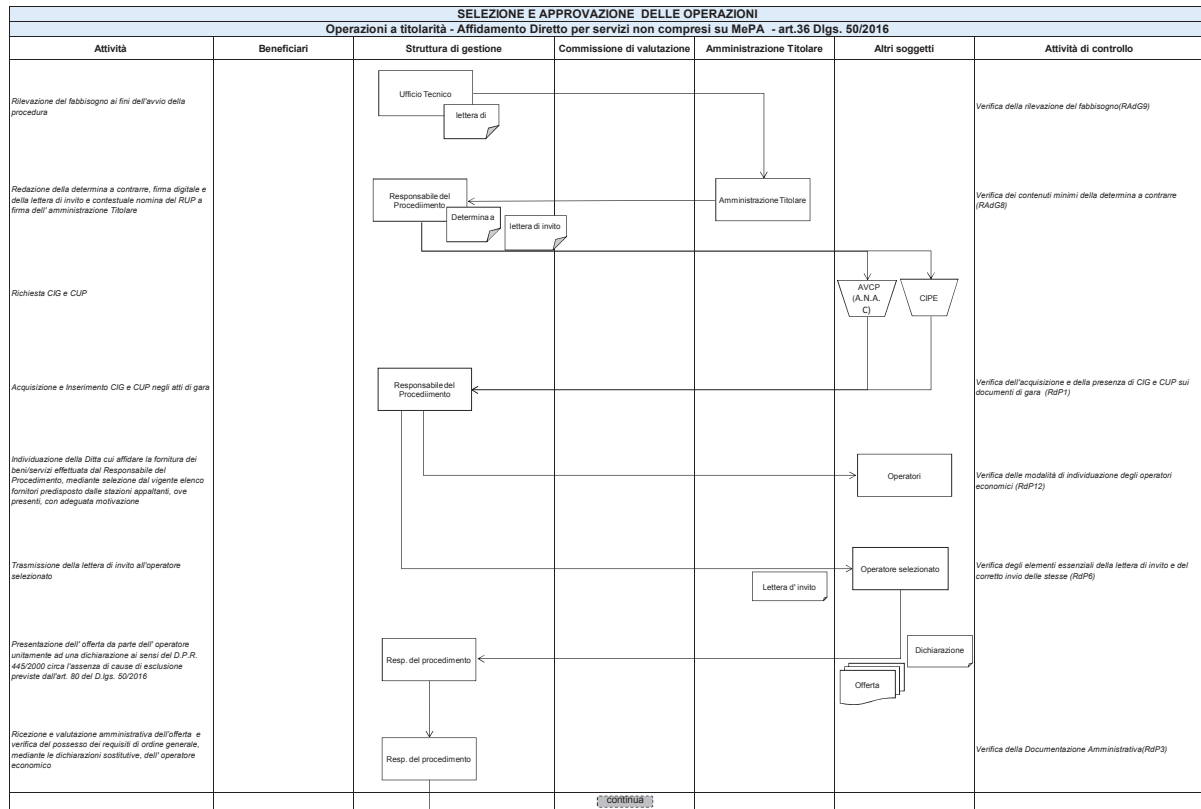 SELEZIONE E APPROVAZIONE DELLE OPERAZIONI
Operazioni a titolarità - Affidamento Diretto per servizi non compresi su MePA - art.36 Dlgs. 50/2016
Attività
Beneficiari
Struttura di gestione
Commissione di valutazione
Amministrazione Titolare
Altri soggetti
Attività di controllo
Rilevazione del fabbisogno ai fini dell'avvio della
procedura
Ufficio Tecnico
lettera di
Verifica della rilevazione del fabbisogno(RAdG9)
Redazione della determina a contrarre, firma digitale e
della lettera di invito e contestuale nomina del RUP a
firma dell' amministrazione Titolare
Responsabile del
Procediimento
Determina a
lettera di invito
Amministrazione Titolare
Verifica dei contenuti minimi della determina a contrarre
(RAdG8)
Richiesta CIG e CUP
AVCP
(A.N.A.
C)
CIPE
Acquisizione e Inserimento CIG e CUP negli atti di gara
Responsabile del
Procediimento
Verifica dell'acquisizione e della presenza di CIG e CUP sui
documenti di gara (RdP1)
Individuazione della Ditta cui affidare la fornitura dei
beni/servizi effettuata dal Responsabile del
Procedimento, mediante selezione dal vigente elenco
fornitori predisposto dalle stazioni appaltanti, ove
presenti, con adeguata motivazione
Operatori
Verifica delle modalità di individuazione degli operatori
economici (RdP12)
Trasmissione della lettera di invito all'operatore
selezionato
Lettera d' invito
Operatore selezionato
Verifica degli elementi essenziali della lettera di invito e del
corretto invio delle stesse (RdP6)
Presentazione dell' offerta da parte dell' operatore
unitamente ad una dichiarazione ai sensi del D.P.R.
445/2000 circa l'assenza di cause di esclusione
previste dall'art. 80 del D.lgs. 50/2016
Resp. del procedimento
Dichiarazione
Offerta
Ricezione e valutazione amministrativa dell'offerta e
verifica del possesso dei requisiti di ordine generale,
mediante le dichiarazioni sostitutive, dell' operatore
economico
Resp. del procedimento
Verifica della Documentazione Amministrativa(RdP3)
continua